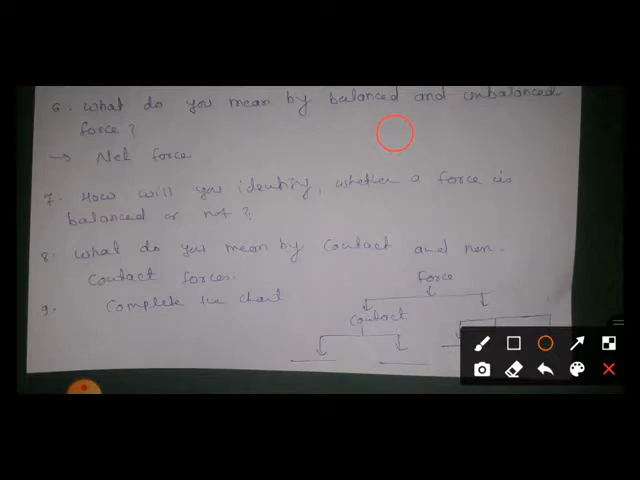 6. What do you mean by balanced and unbalanced
force?
→ Net force
7. How will you identify, whether a force is
balanced or not?
8. What do you mean by Contact and non-
Contact forces.
9. Complete the chart
Force
Contact